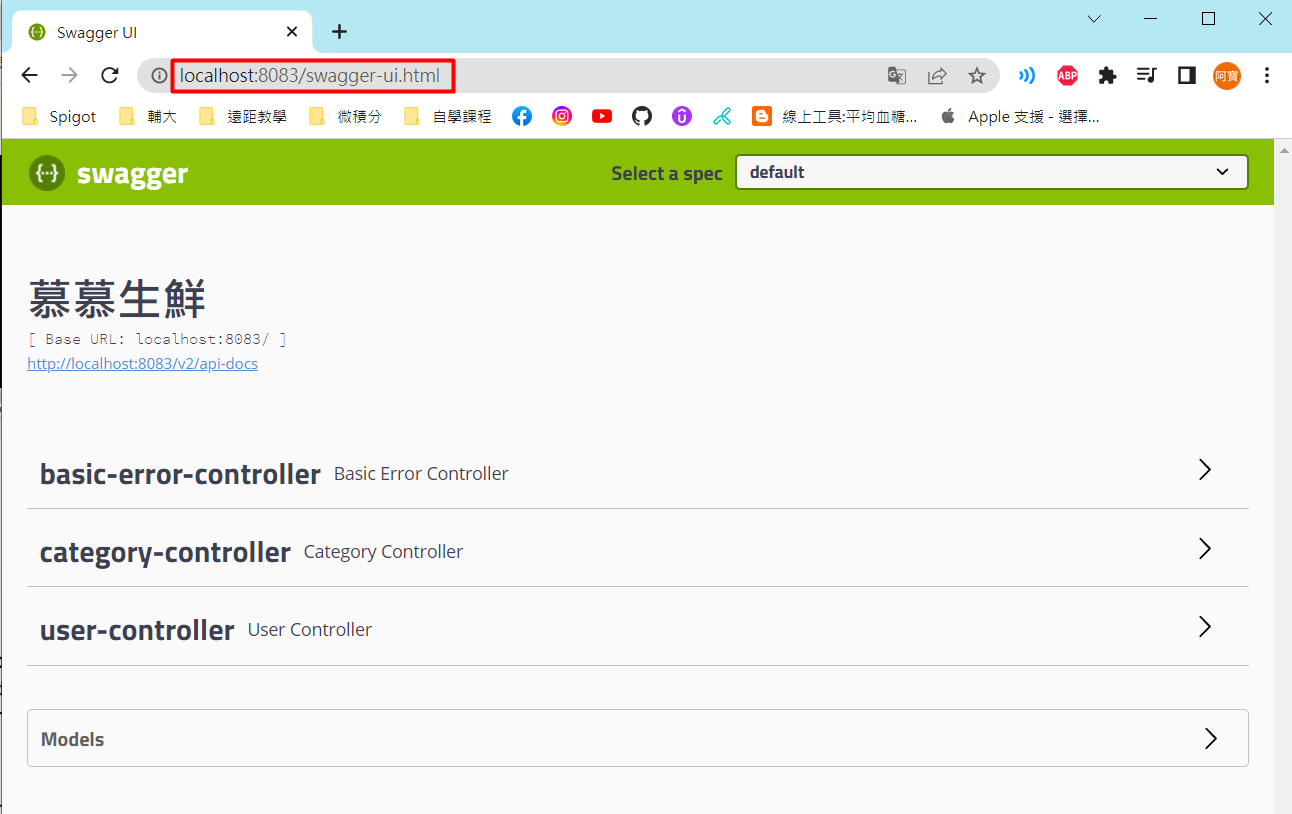 Swagger UI
localhost:8083/swagger-ui.html
ABP
阿寶
Spigot 輔大 遠距教學 微積分 自學課程 線上工具:平均血糖... Apple 支援 - 選擇...
swagger Select a spec default
慕慕生鮮
[ Base URL: localhost:8083/ ]
http://localhost:8083/v2/api-docs
basic-error-controller Basic Error Controller
category-controller Category Controller
user-controller User Controller
Models